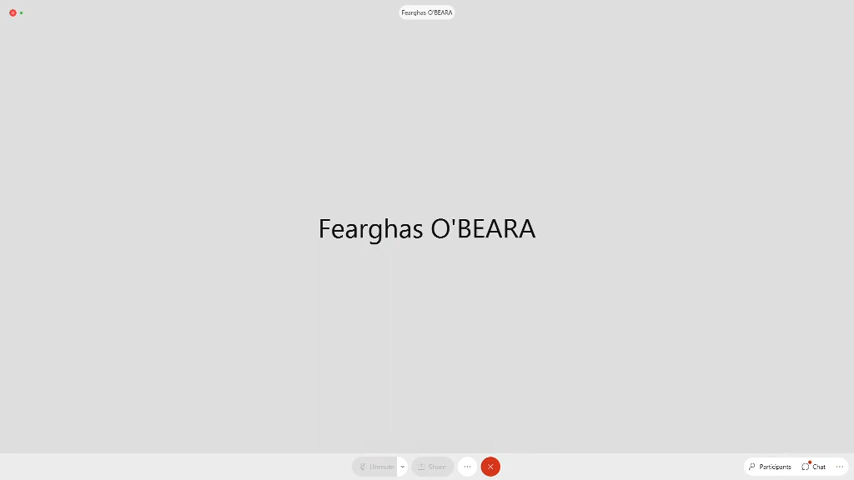 Fearghas O'BEARA
Fearghas O'BEARA
Unmute
Share
Participants
Chat